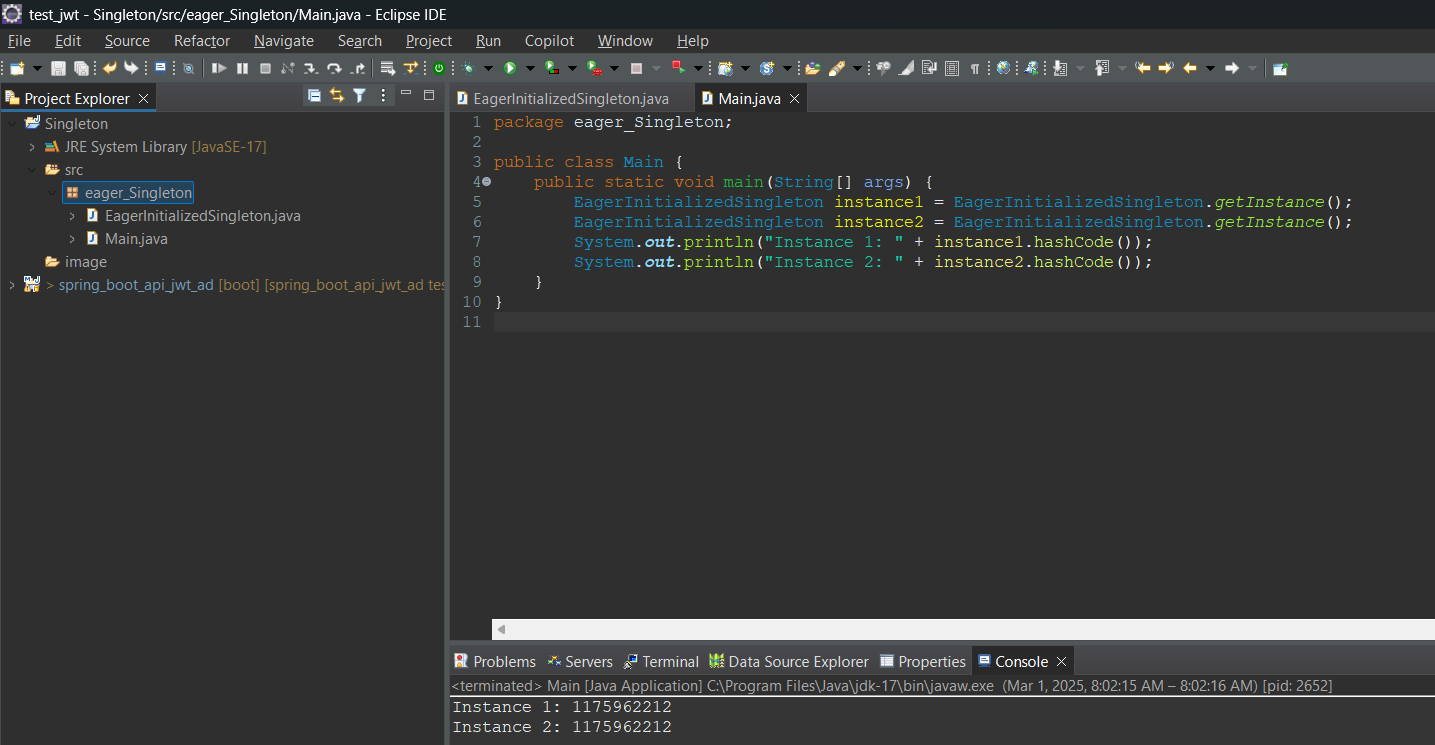 test_jwt - Singleton/src/eager_Singleton/Main.java - Eclipse IDE
File Edit Source Refactor Navigate Search Project Run Copilot Window Help
Project Explorer
Singleton
JRE System Library [JavaSE-17]
src
eager_Singleton
EagerInitializedSingleton.java
Main.java
image
> spring_boot_api_jwt_ad [boot] [spring_boot_api_jwt_ad tes
EagerInitializedSingleton.java Main.java
1 package eager_Singleton;
2
3 public class Main {
4 public static void main(String[] args) {
5 EagerInitializedSingleton instance1 = EagerInitializedSingleton.getInstance();
6 EagerInitializedSingleton instance2 = EagerInitializedSingleton.getInstance();
7 System.out.println("Instance 1: " + instance1.hashCode());
8 System.out.println("Instance 2: " + instance2.hashCode());
9 }
10 }
11
Problems Servers Terminal Data Source Explorer Properties Console
<terminated> Main [Java Application] C:\Program Files\Java\jdk-17\bin\javaw.exe (Mar 1, 2025, 8:02:15 AM – 8:02:16 AM) [pid: 2652]
Instance 1: 1175962212
Instance 2: 1175962212